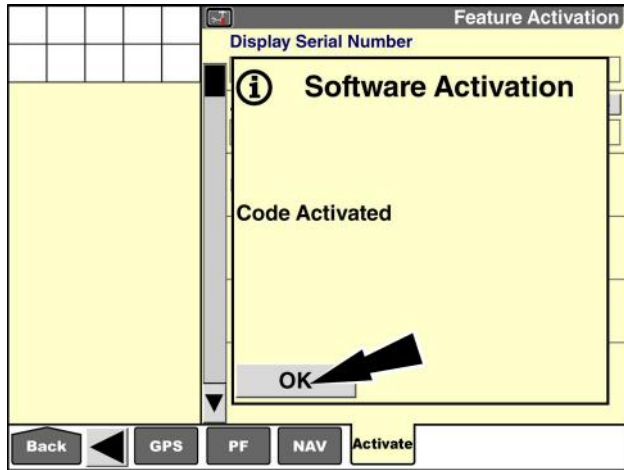 Feature Activation
Display Serial Number
Software Activation
Code Activated
OK
Back GPS PF NAV Activate